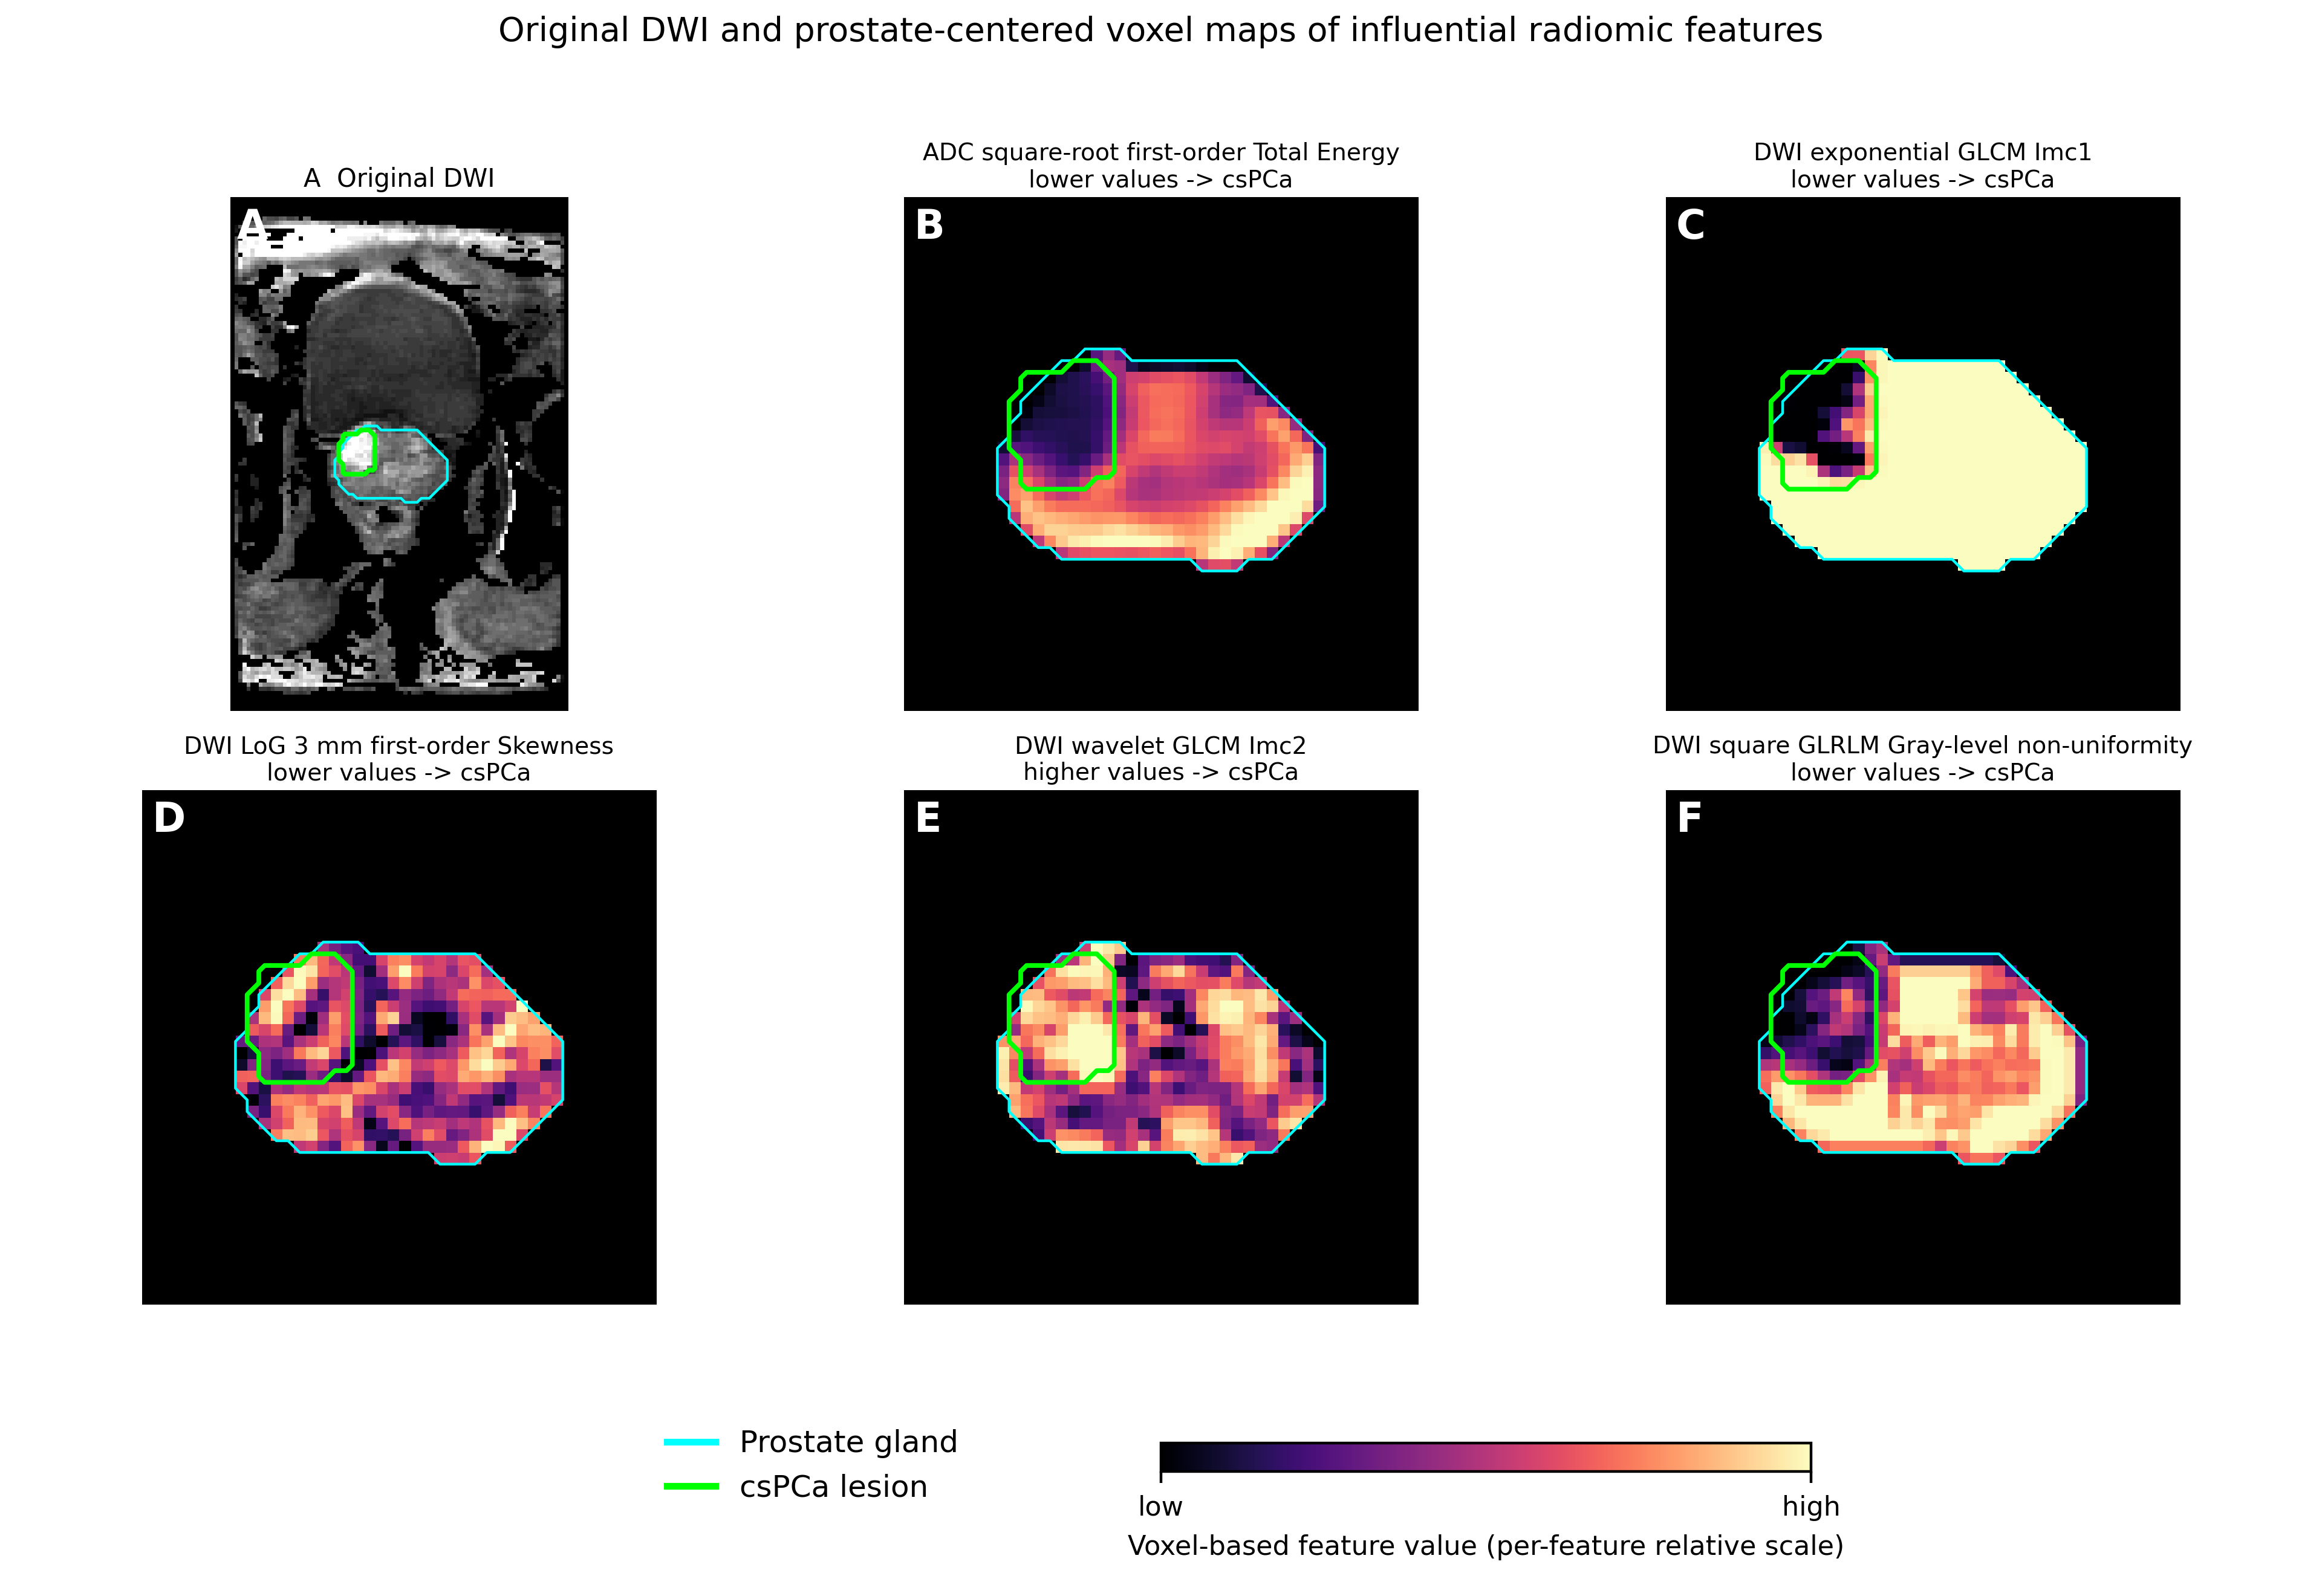 Original DWI and prostate-centered voxel maps of influential radiomic features
A  Original DWI
A
ADC square-root first-order Total Energy
lower values -> csPCa
B
DWI exponential GLCM Imc1
lower values -> csPCa
C
DWI LoG 3 mm first-order Skewness
lower values -> csPCa
D
DWI wavelet GLCM Imc2
higher values -> csPCa
E
DWI square GLRLM Gray-level non-uniformity
lower values -> csPCa
F
Prostate gland
csPCa lesion
low
high
Voxel-based feature value (per-feature relative scale)